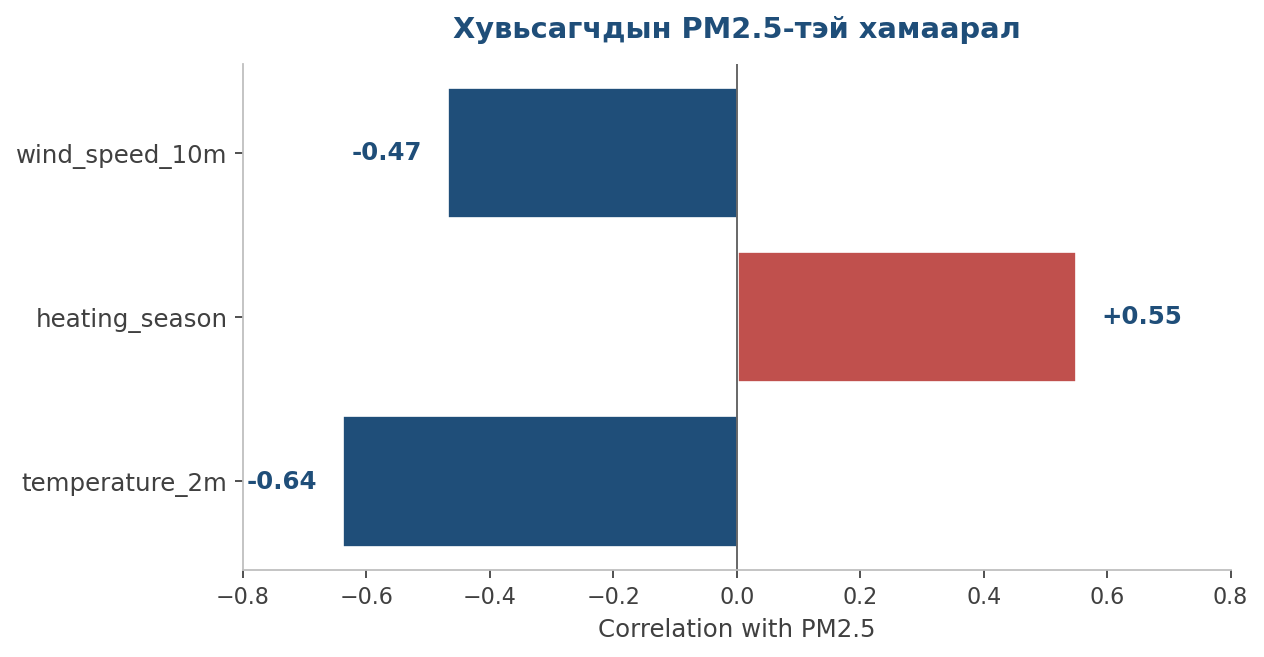 Хувьсагчдын PM2.5-тэй хамаарал
wind_speed_10m
-0.47
heating_season
+0.55
temperature_2m
-0.64
−0.8 −0.6 −0.4 −0.2 0.0 0.2 0.4 0.6 0.8
Correlation with PM2.5